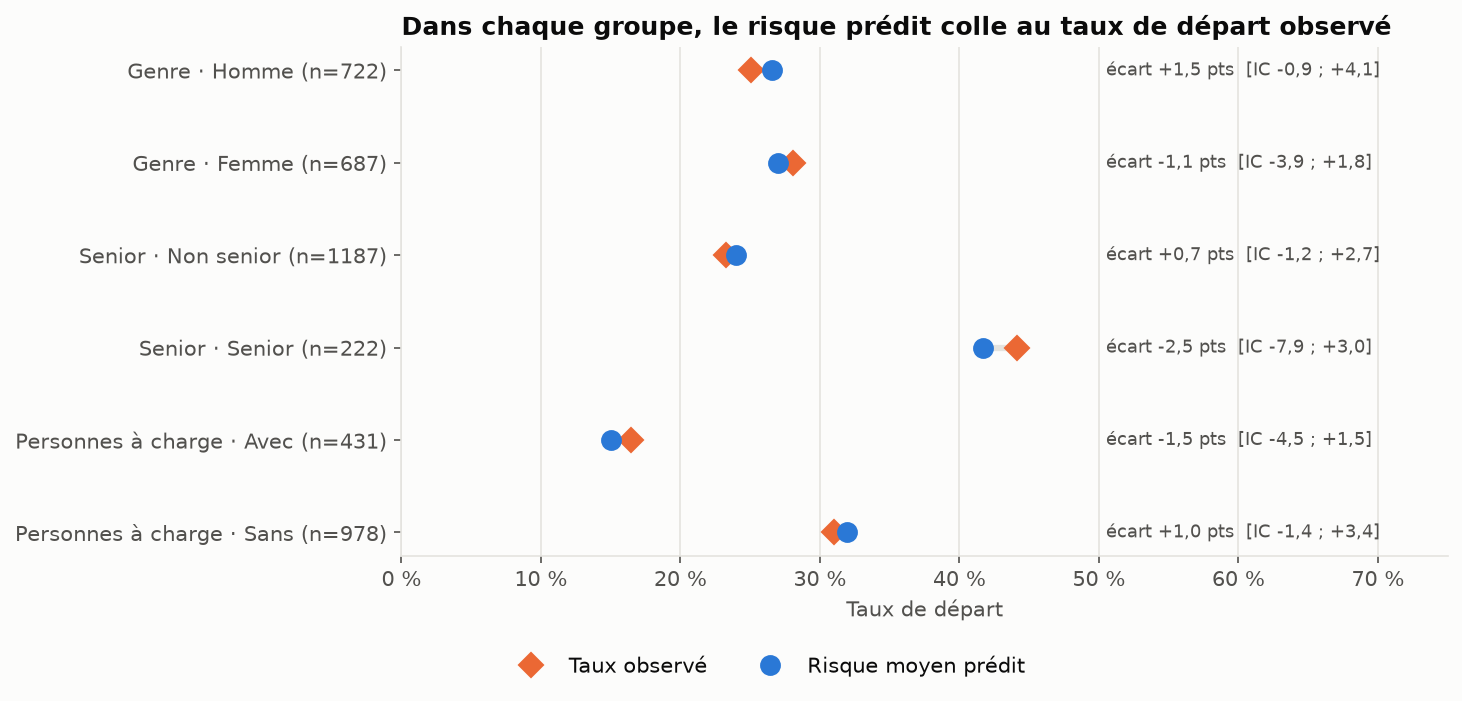 Dans chaque groupe, le risque prédit colle au taux de départ observé
Genre · Homme (n=722) écart +1,5 pts [IC -0,9 ; +4,1]
Genre · Femme (n=687) écart -1,1 pts [IC -3,9 ; +1,8]
Senior · Non senior (n=1187) écart +0,7 pts [IC -1,2 ; +2,7]
Senior · Senior (n=222) écart -2,5 pts [IC -7,9 ; +3,0]
Personnes à charge · Avec (n=431) écart -1,5 pts [IC -4,5 ; +1,5]
Personnes à charge · Sans (n=978) écart +1,0 pts [IC -1,4 ; +3,4]
0 % 10 % 20 % 30 % 40 % 50 % 60 % 70 %
Taux de départ
Taux observé Risque moyen prédit